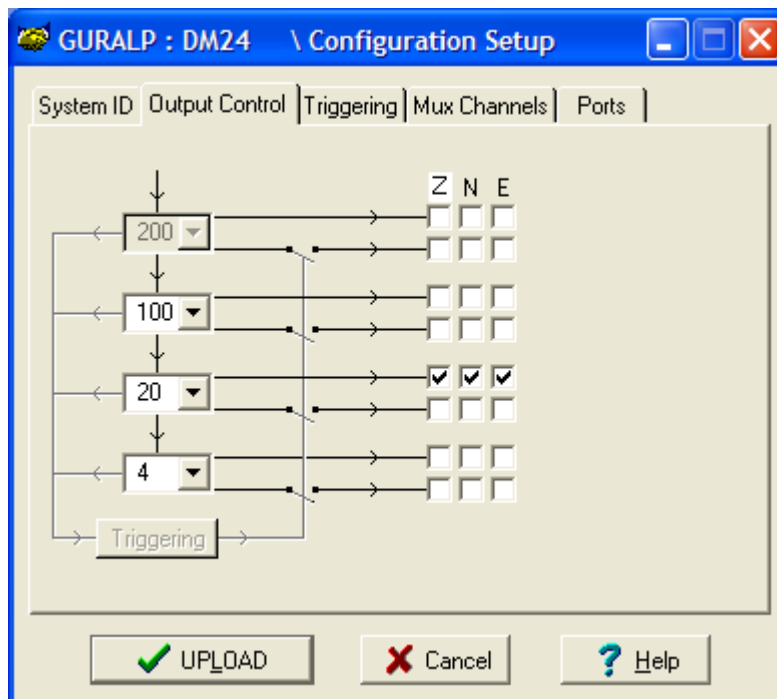 GURALP : DM24 \ Configuration Setup
System ID Output Control Triggering Mux Channels Ports
Z N E
200
100
20
4
Triggering
UPLOAD Cancel Help